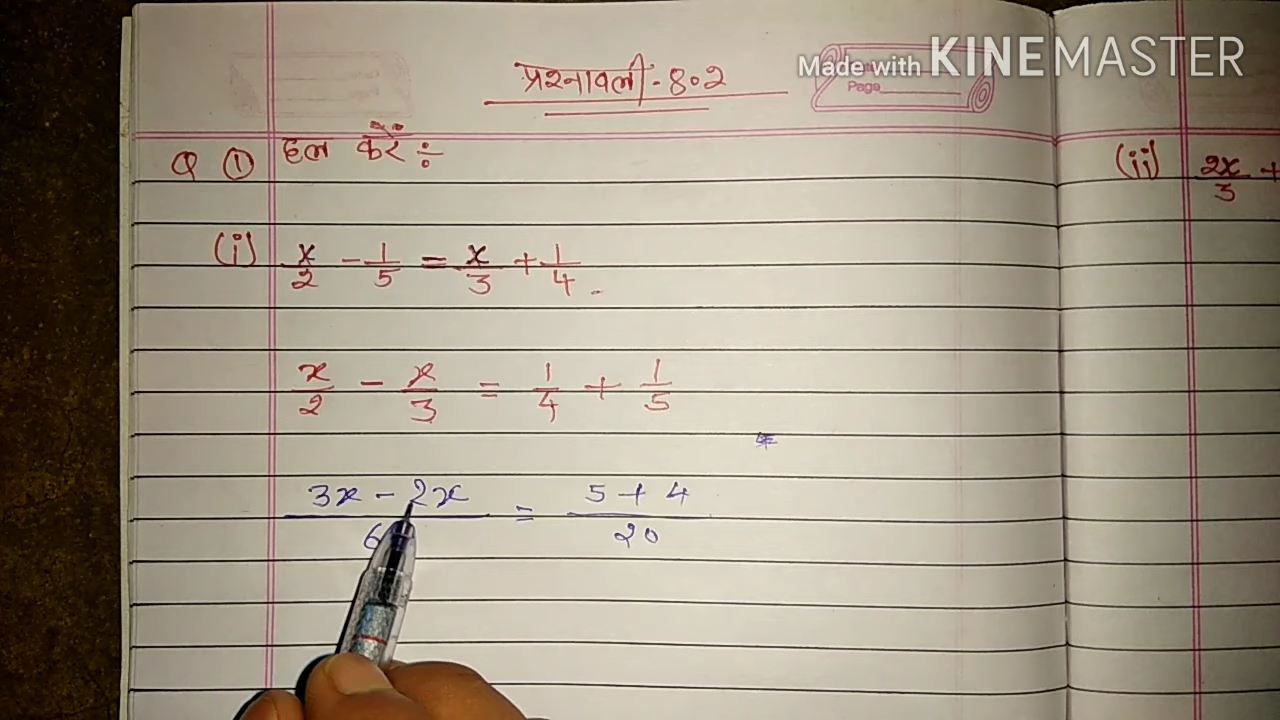 Made with KINEMASTER
Page
प्रश्नावली - 8.2
Q ① हल करें ÷
(i) x/2 - 1/5 = x/3 + 1/4
x/2 - x/3 = 1/4 + 1/5
3x - 2x / 6 = 5 + 4 / 20
(ii) 2x/3 +